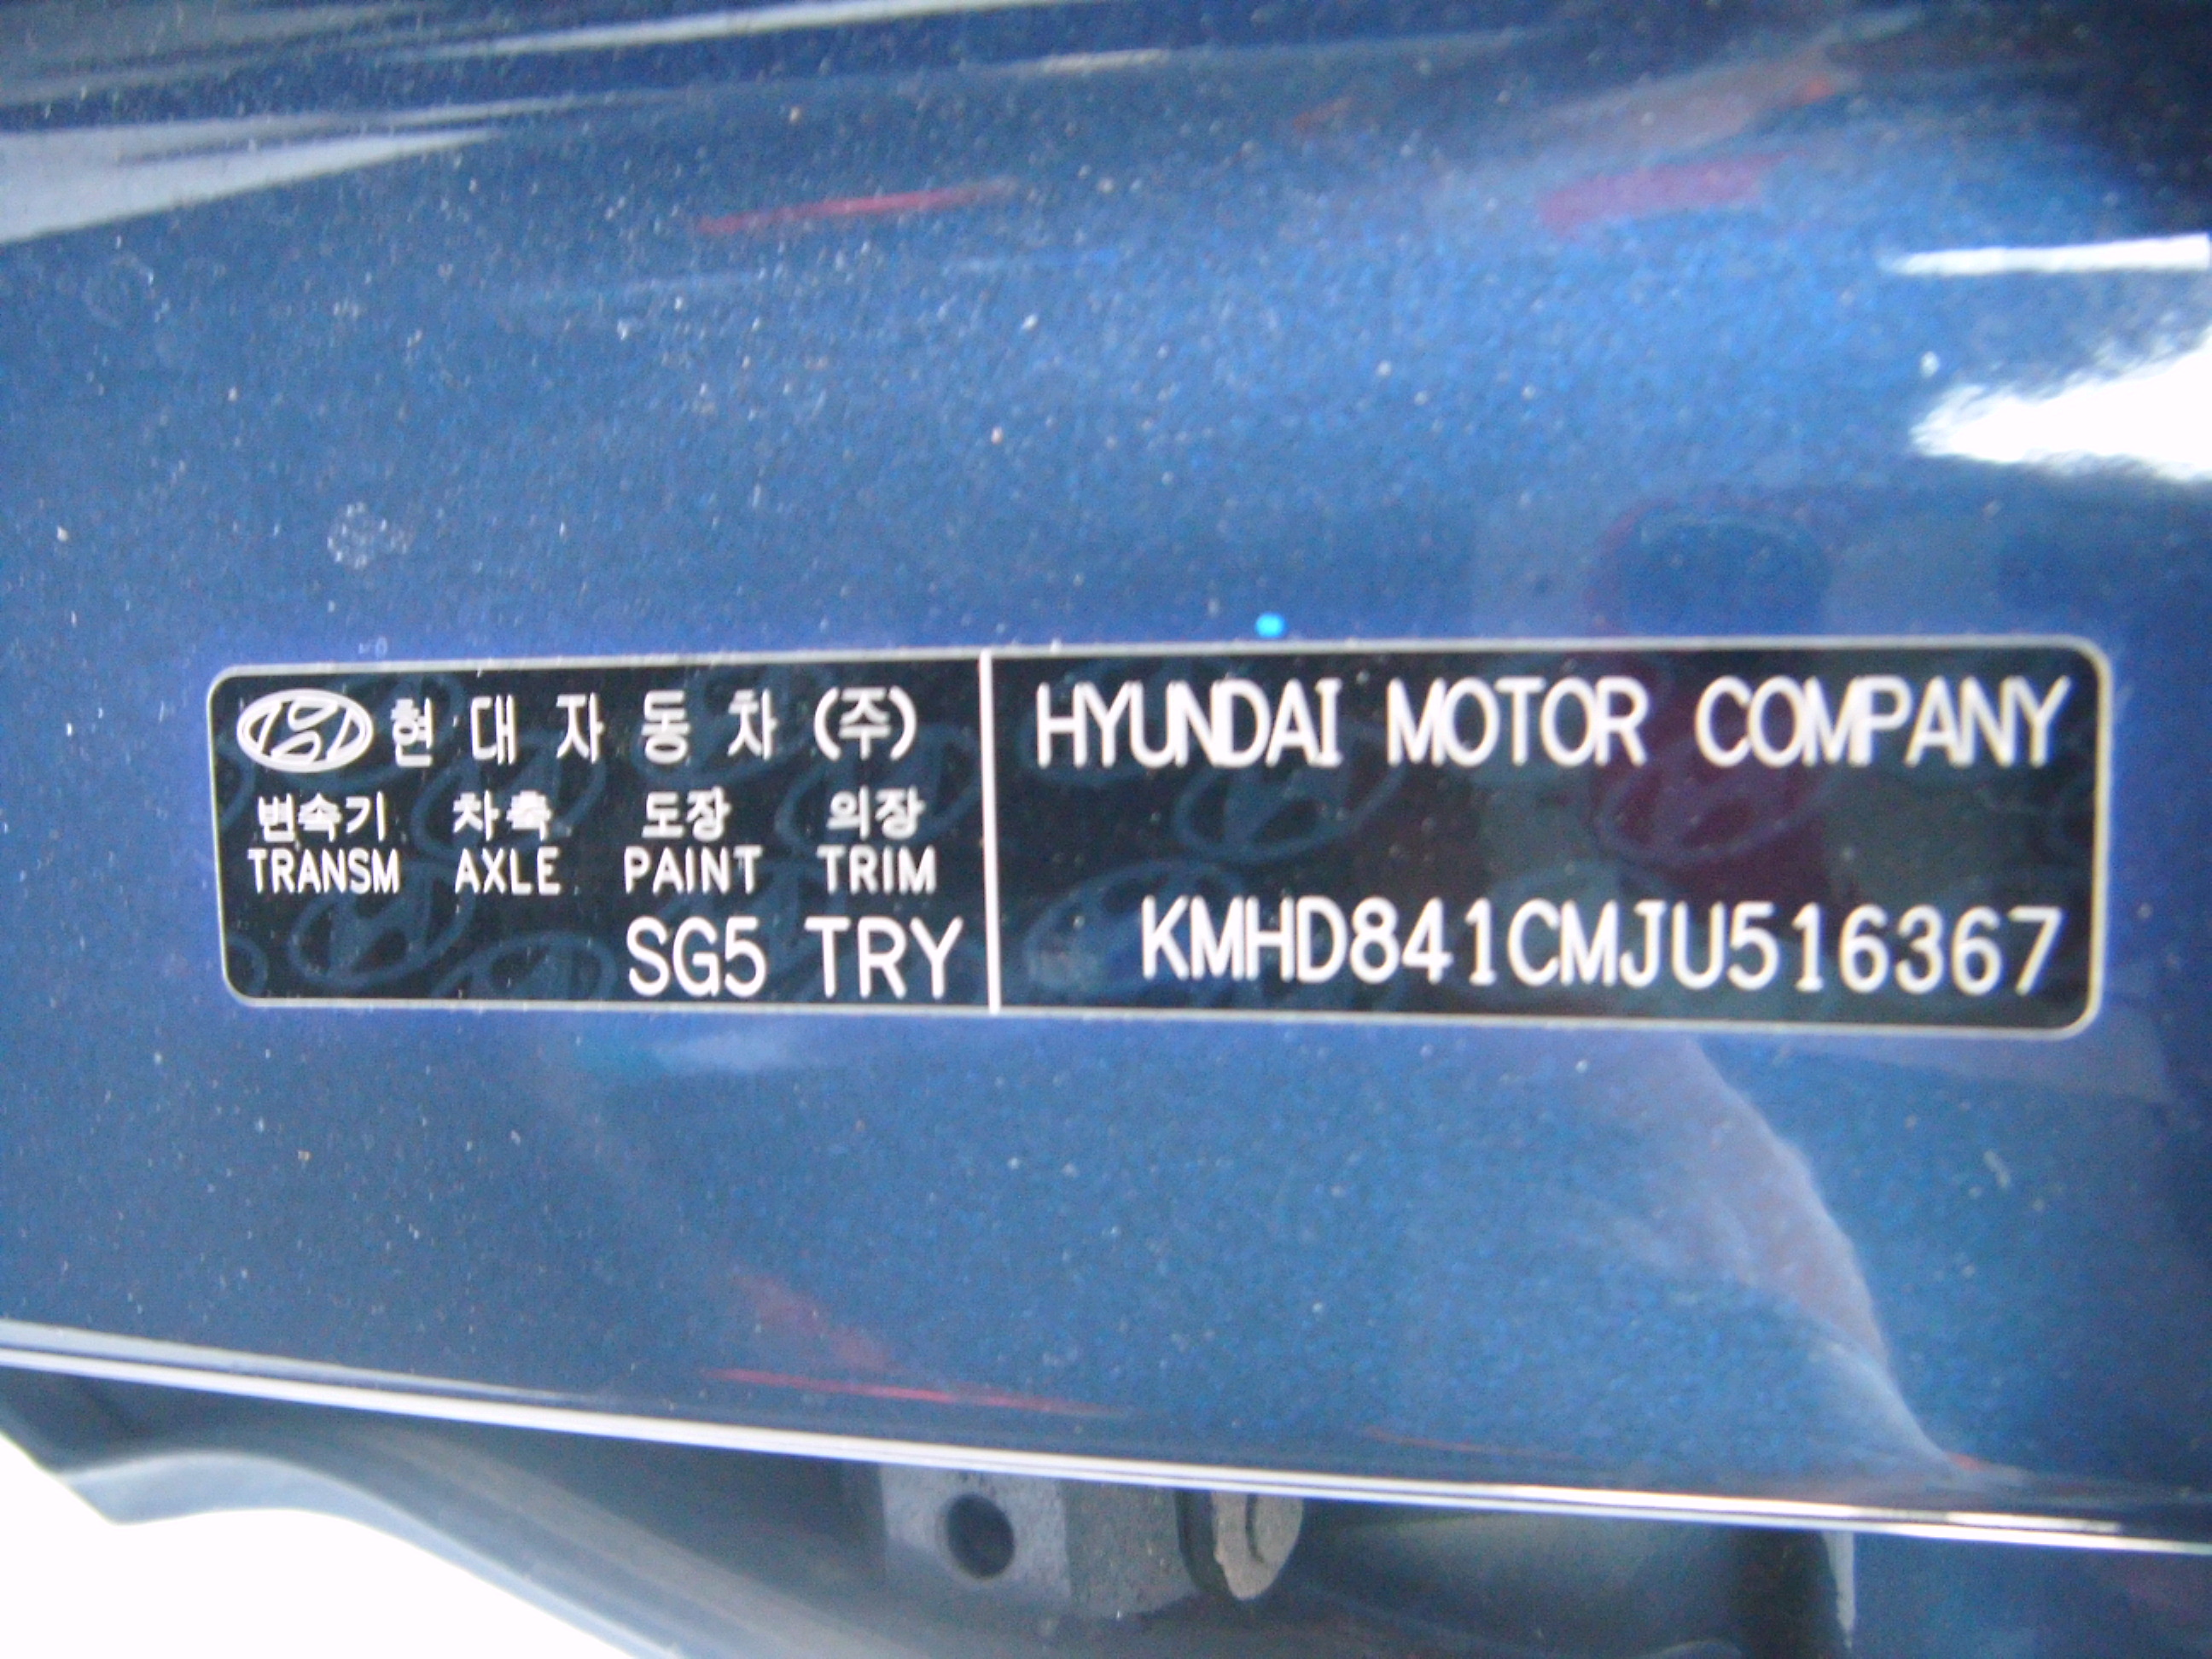 현대자동차(주)
HYUNDAI MOTOR COMPANY
변속기 차축 도장 의장
TRANSM AXLE PAINT TRIM
SG5 TRY
KMHD841CMJU516367